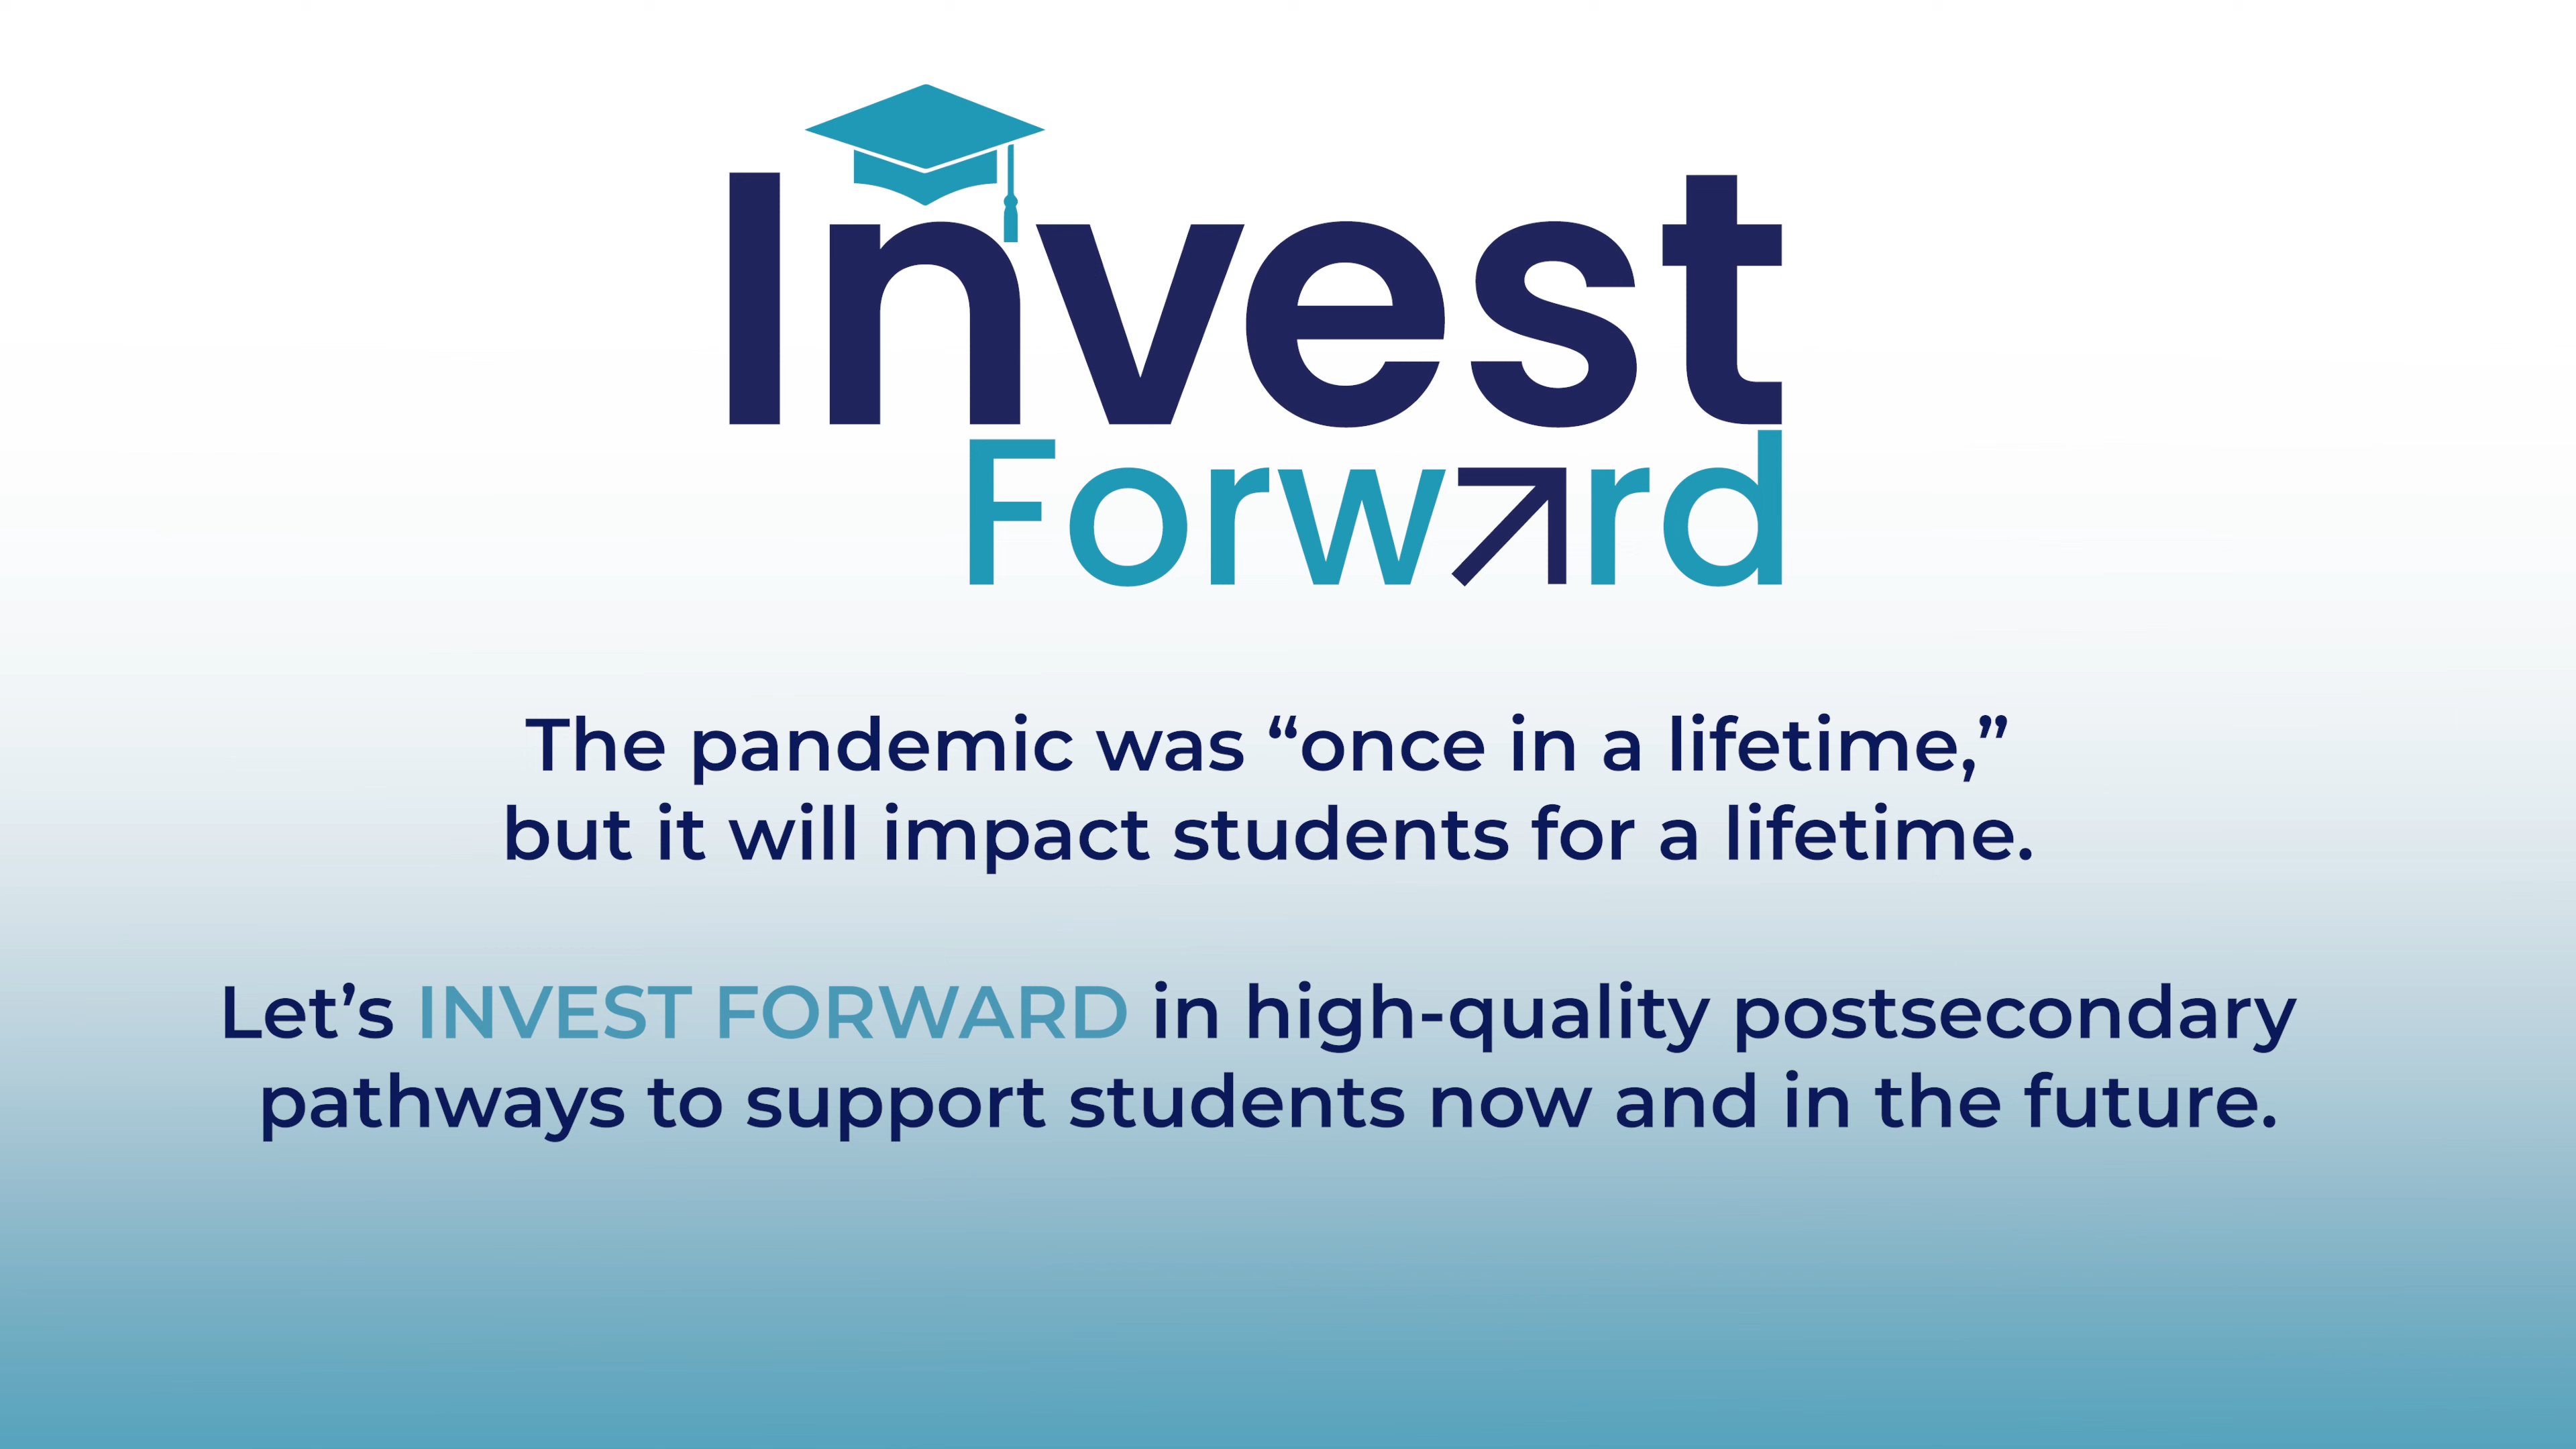 Invest
Forward
The pandemic was “once in a lifetime,”
but it will impact students for a lifetime.
Let’s INVEST FORWARD in high-quality postsecondary
pathways to support students now and in the future.